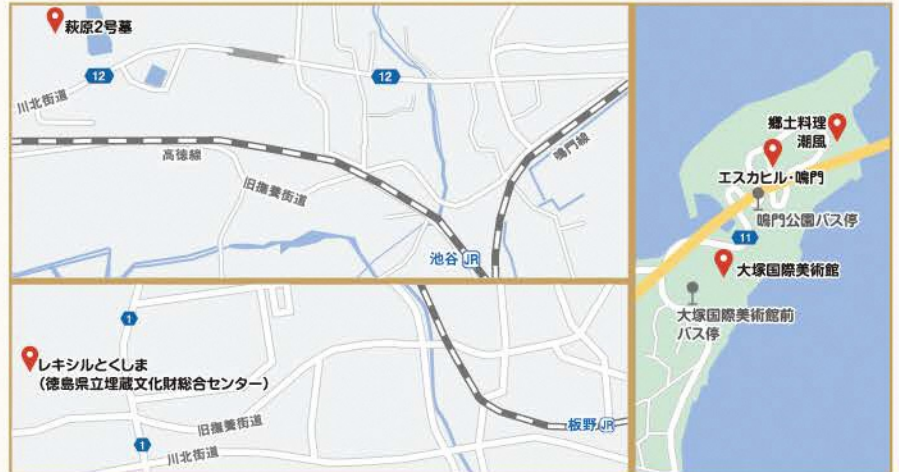 萩原2号墓
12
12
川北街道
高徳線
鳴門線
旧撫養街道
池谷 JR
1
レキシルとくしま
(徳島県立埋蔵文化財総合センター)
旧撫養街道
板野 JR
1
川北街道
郷土料理
潮風
エスカヒル・鳴門
鳴門公園バス停
11
大塚国際美術館
大塚国際美術館前
バス停